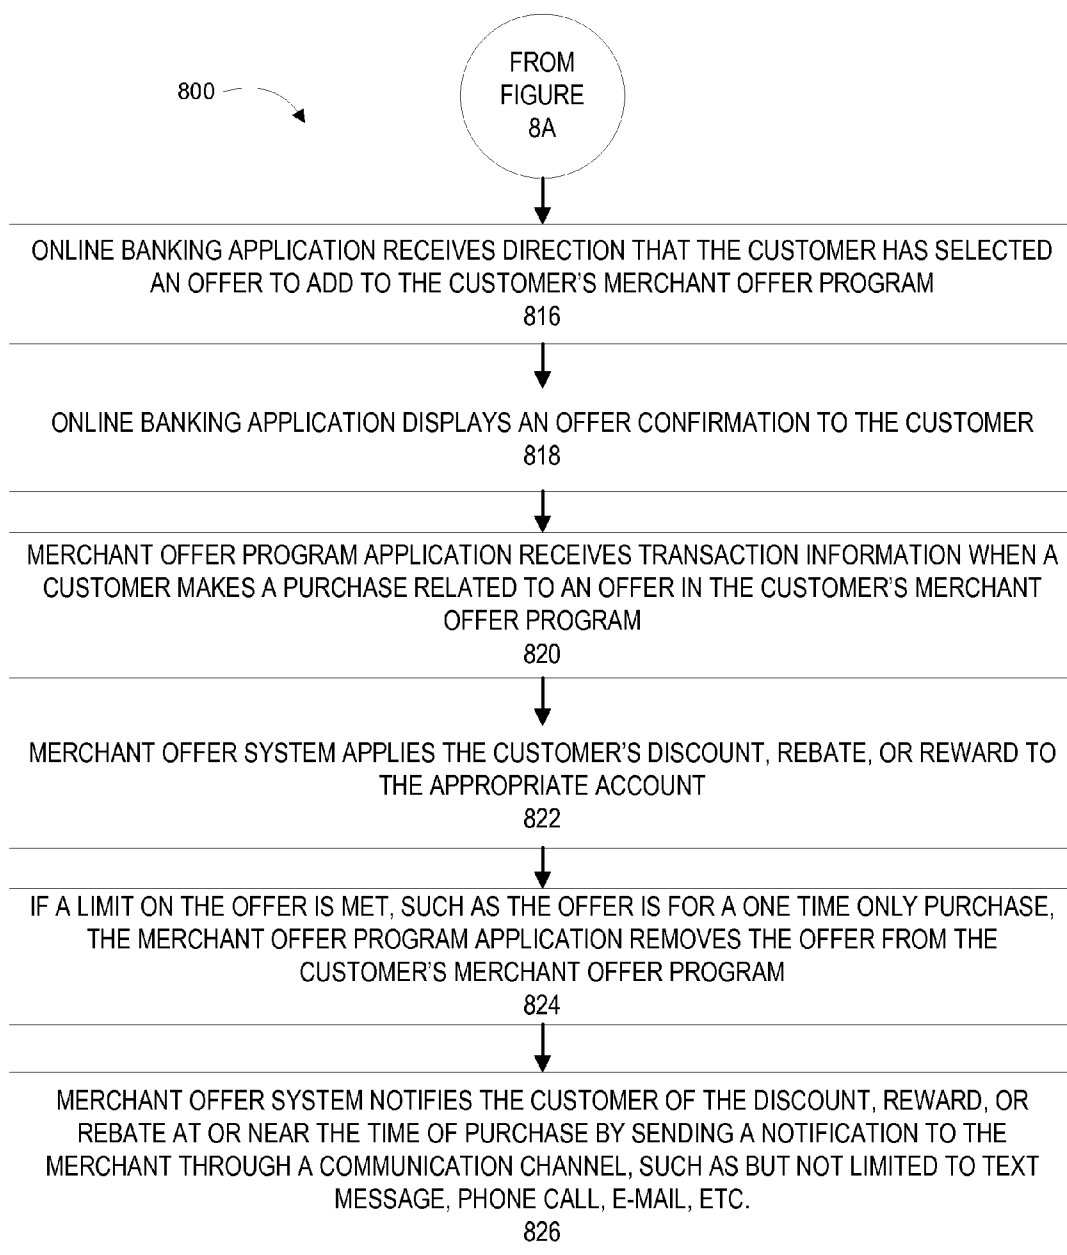 FROM
FIGURE
8A
800
ONLINE BANKING APPLICATION RECEIVES DIRECTION THAT THE CUSTOMER HAS SELECTED
AN OFFER TO ADD TO THE CUSTOMER'S MERCHANT OFFER PROGRAM
816
ONLINE BANKING APPLICATION DISPLAYS AN OFFER CONFIRMATION TO THE CUSTOMER
818
MERCHANT OFFER PROGRAM APPLICATION RECEIVES TRANSACTION INFORMATION WHEN A
CUSTOMER MAKES A PURCHASE RELATED TO AN OFFER IN THE CUSTOMER'S MERCHANT
OFFER PROGRAM
820
MERCHANT OFFER SYSTEM APPLIES THE CUSTOMER'S DISCOUNT, REBATE, OR REWARD TO
THE APPROPRIATE ACCOUNT
822
IF A LIMIT ON THE OFFER IS MET, SUCH AS THE OFFER IS FOR A ONE TIME ONLY PURCHASE,
THE MERCHANT OFFER PROGRAM APPLICATION REMOVES THE OFFER FROM THE
CUSTOMER'S MERCHANT OFFER PROGRAM
824
MERCHANT OFFER SYSTEM NOTIFIES THE CUSTOMER OF THE DISCOUNT, REWARD, OR
REBATE AT OR NEAR THE TIME OF PURCHASE BY SENDING A NOTIFICATION TO THE
MERCHANT THROUGH A COMMUNICATION CHANNEL, SUCH AS BUT NOT LIMITED TO TEXT
MESSAGE, PHONE CALL, E-MAIL, ETC.
826